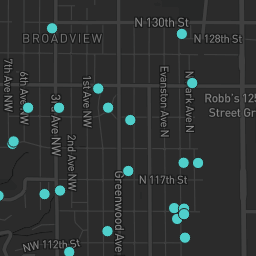 N 130th St
BROADVIEW
N 128th St
7th Ave NW
6th Ave NW
3rd Ave NW
1st Ave NW
Evanston Ave N
N Park Ave N
Robb's 125
Street Gr
2nd Ave NW
Greenwood Ave
N 117th St
NW 112th St